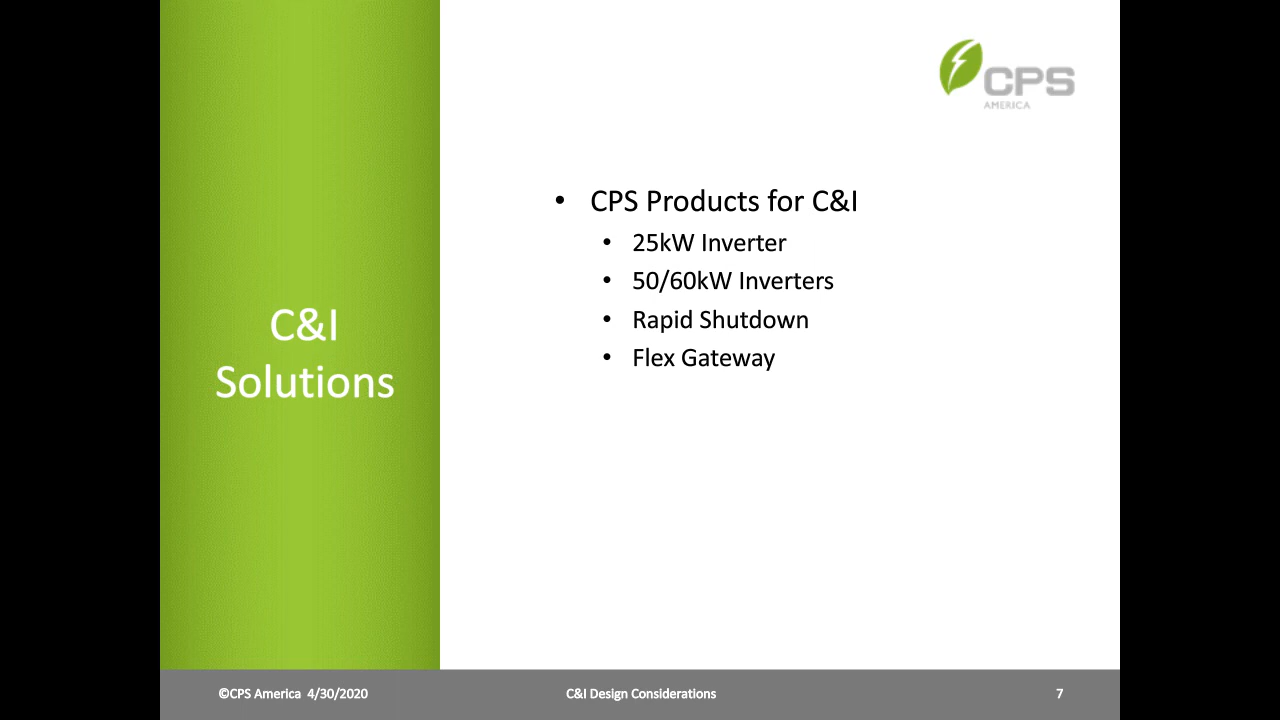 CPS
AMERICA
C&I
Solutions
• CPS Products for C&I
• 25kW Inverter
• 50/60kW Inverters
• Rapid Shutdown
• Flex Gateway
©CPS America 4/30/2020
C&I Design Considerations
7